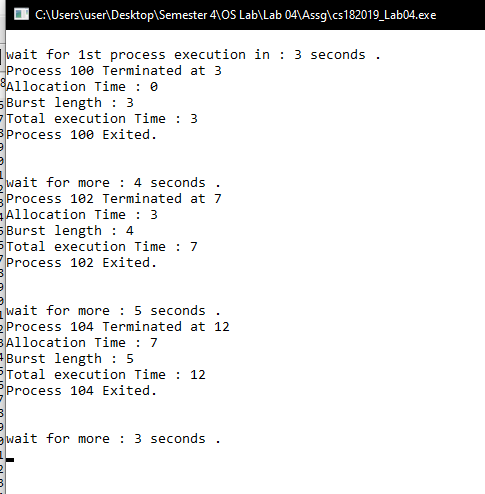 C:\Users\user\Desktop\Semester 4\OS Lab\Lab 04\Assg\cs182019_Lab04.exe
wait for 1st process execution in : 3 seconds .
Process 100 Terminated at 3
Allocation Time : 0
Burst length : 3
Total execution Time : 3
Process 100 Exited.
wait for more : 4 seconds .
Process 102 Terminated at 7
Allocation Time : 3
Burst length : 4
Total execution Time : 7
Process 102 Exited.
wait for more : 5 seconds .
Process 104 Terminated at 12
Allocation Time : 7
Burst length : 5
Total execution Time : 12
Process 104 Exited.
wait for more : 3 seconds .